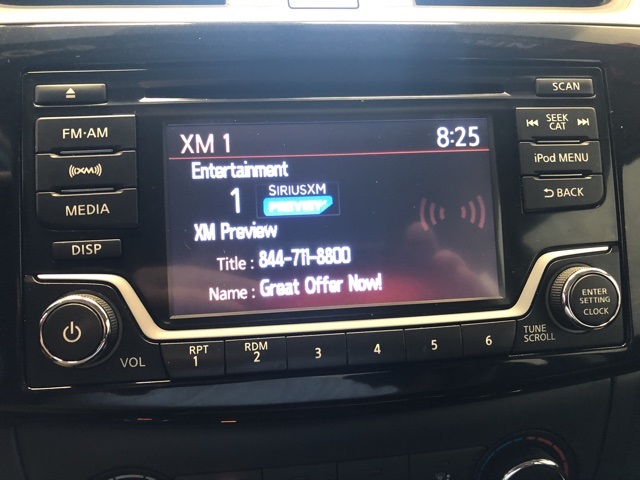 SCAN
FM·AM
XM
MEDIA
DISP
VOL
XM 1
8:25
Entertainment
1
SIRIUSXM
PREVIEW
XM Preview
Title : 844-711-8800
Name : Great Offer Now!
SEEK
CAT
iPod MENU
BACK
ENTER
SETTING
CLOCK
TUNE
SCROLL
RPT
1
RDM
2
3
4
5
6